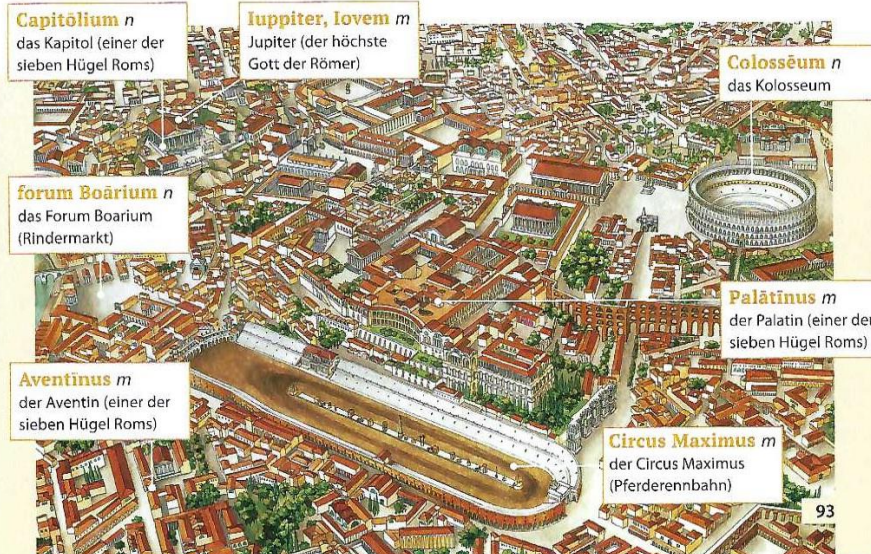 Capitōlium n
das Kapitol (einer der
sieben Hügel Roms)
Iuppiter, Iovem m
Jupiter (der höchste
Gott der Römer)
Colossēum n
das Kolosseum
forum Boārium n
das Forum Boarium
(Rindermarkt)
Palātīnus m
der Palatin (einer der
sieben Hügel Roms)
Aventīnus m
der Aventin (einer der
sieben Hügel Roms)
Circus Maximus m
der Circus Maximus
(Pferderennbahn)
93